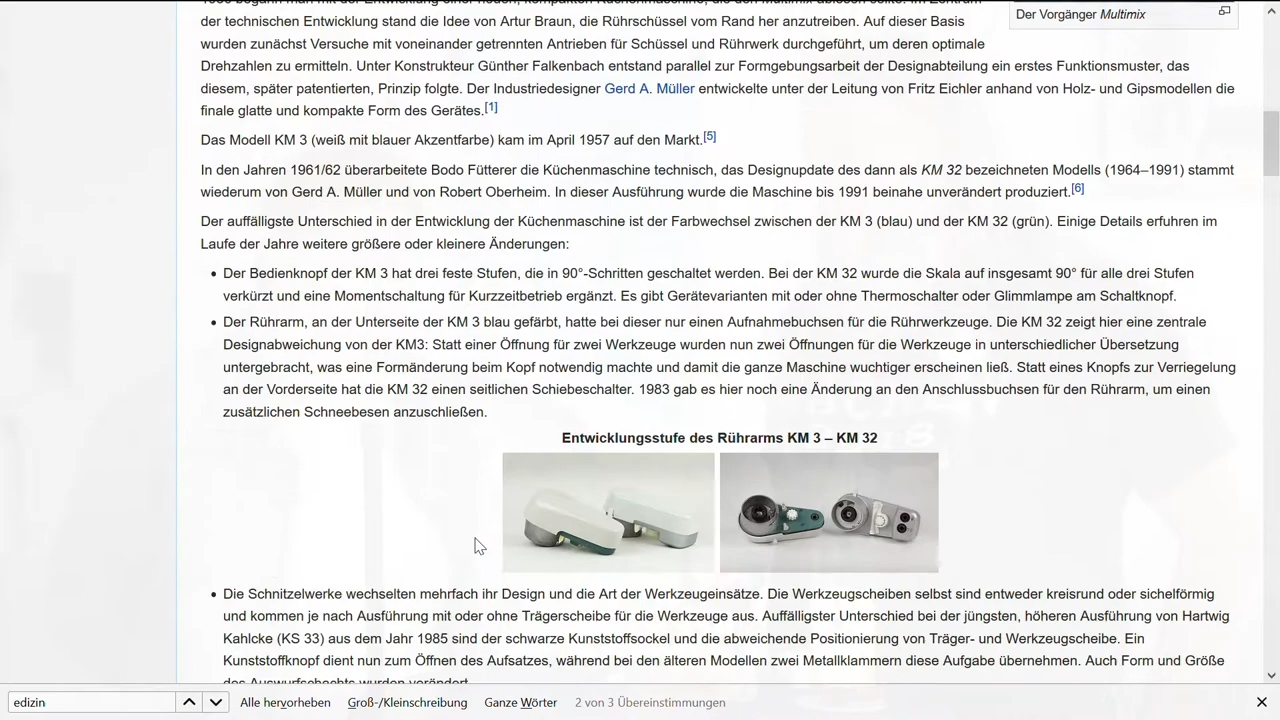 der technischen Entwicklung stand die Idee von Artur Braun, die Rührschüssel vom Rand her anzutreiben. Auf dieser Basis
Der Vorgänger Multimix
wurden zunächst Versuche mit voneinander getrennten Antrieben für Schüssel und Rührwerk durchgeführt, um deren optimale
Drehzahlen zu ermitteln. Unter Konstrukteur Günther Falkenbach entstand parallel zur Formgebungsarbeit der Designabteilung ein erstes Funktionsmuster, das
diesem, später patentierten, Prinzip folgte. Der Industriedesigner Gerd A. Müller entwickelte unter der Leitung von Fritz Eichler anhand von Holz- und Gipsmodellen die
finale glatte und kompakte Form des Gerätes.[1]
Das Modell KM 3 (weiß mit blauer Akzentfarbe) kam im April 1957 auf den Markt.[5]
In den Jahren 1961/62 überarbeitete Bodo Fütterer die Küchenmaschine technisch, das Designupdate des dann als KM 32 bezeichneten Modells (1964–1991) stammt
wiederum von Gerd A. Müller und von Robert Oberheim. In dieser Ausführung wurde die Maschine bis 1991 beinahe unverändert produziert.[6]
Der auffälligste Unterschied in der Entwicklung der Küchenmaschine ist der Farbwechsel zwischen der KM 3 (blau) und der KM 32 (grün). Einige Details erfuhren im
Laufe der Jahre weitere größere oder kleinere Änderungen:
• Der Bedienknopf der KM 3 hat drei feste Stufen, die in 90°-Schritten geschaltet werden. Bei der KM 32 wurde die Skala auf insgesamt 90° für alle drei Stufen
verkürzt und eine Momentschaltung für Kurzzeitbetrieb ergänzt. Es gibt Gerätevarianten mit oder ohne Thermoschalter oder Glimmlampe am Schaltknopf.
• Der Rührarm, an der Unterseite der KM 3 blau gefärbt, hatte bei dieser nur einen Aufnahmebuchsen für die Rührwerkzeuge. Die KM 32 zeigt hier eine zentrale
Designabweichung von der KM3: Statt einer Öffnung für zwei Werkzeuge wurden nun zwei Öffnungen für die Werkzeuge in unterschiedlicher Übersetzung
untergebracht, was eine Formänderung beim Kopf notwendig machte und damit die ganze Maschine wuchtiger erscheinen ließ. Statt eines Knopfs zur Verriegelung
an der Vorderseite hat die KM 32 einen seitlichen Schiebeschalter. 1983 gab es hier noch eine Änderung an den Anschlussbuchsen für den Rührarm, um einen
zusätzlichen Schneebesen anzuschließen.
Entwicklungsstufe des Rührarms KM 3 – KM 32
• Die Schnitzelwerke wechselten mehrfach ihr Design und die Art der Werkzeugeinsätze. Die Werkzeugscheiben selbst sind entweder kreisrund oder sichelförmig
und kommen je nach Ausführung mit oder ohne Trägerscheibe für die Werkzeuge aus. Auffälligster Unterschied bei der jüngsten, höheren Ausführung von Hartwig
Kahlcke (KS 33) aus dem Jahr 1985 sind der schwarze Kunststoffsockel und die abweichende Positionierung von Träger- und Werkzeugscheibe. Ein
Kunststoffknopf dient nun zum Öffnen des Aufsatzes, während bei den älteren Modellen zwei Metallklammern diese Aufgabe übernehmen. Auch Form und Größe
des Auswurfschachts wurden verändert.
edizin
Alle hervorheben
Groß-/Kleinschreibung
Ganze Wörter
2 von 3 Übereinstimmungen